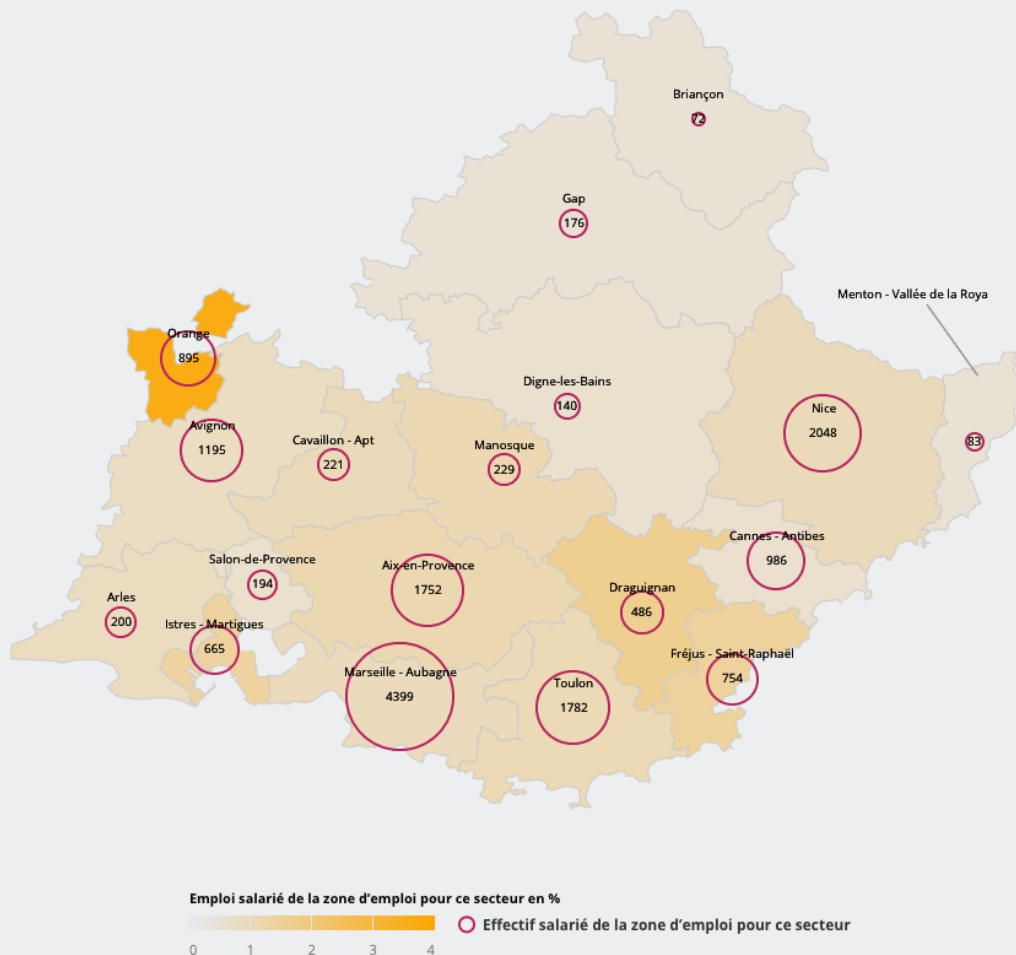 Briançon
72
Gap
176
Menton - Vallée de la Roya
83
Orange
895
Digne-les-Bains
140
Nice
2048
Avignon
1195
Cavaillon - Apt
221
Manosque
229
Cannes - Antibes
986
Salon-de-Provence
194
Aix-en-Provence
1752
Draguignan
486
Arles
200
Istres - Martigues
665
Fréjus - Saint-Raphaël
754
Marseille - Aubagne
4399
Toulon
1782
Emploi salarié de la zone d’emploi pour ce secteur en %
0 1 2 3 4
Effectif salarié de la zone d’emploi pour ce secteur